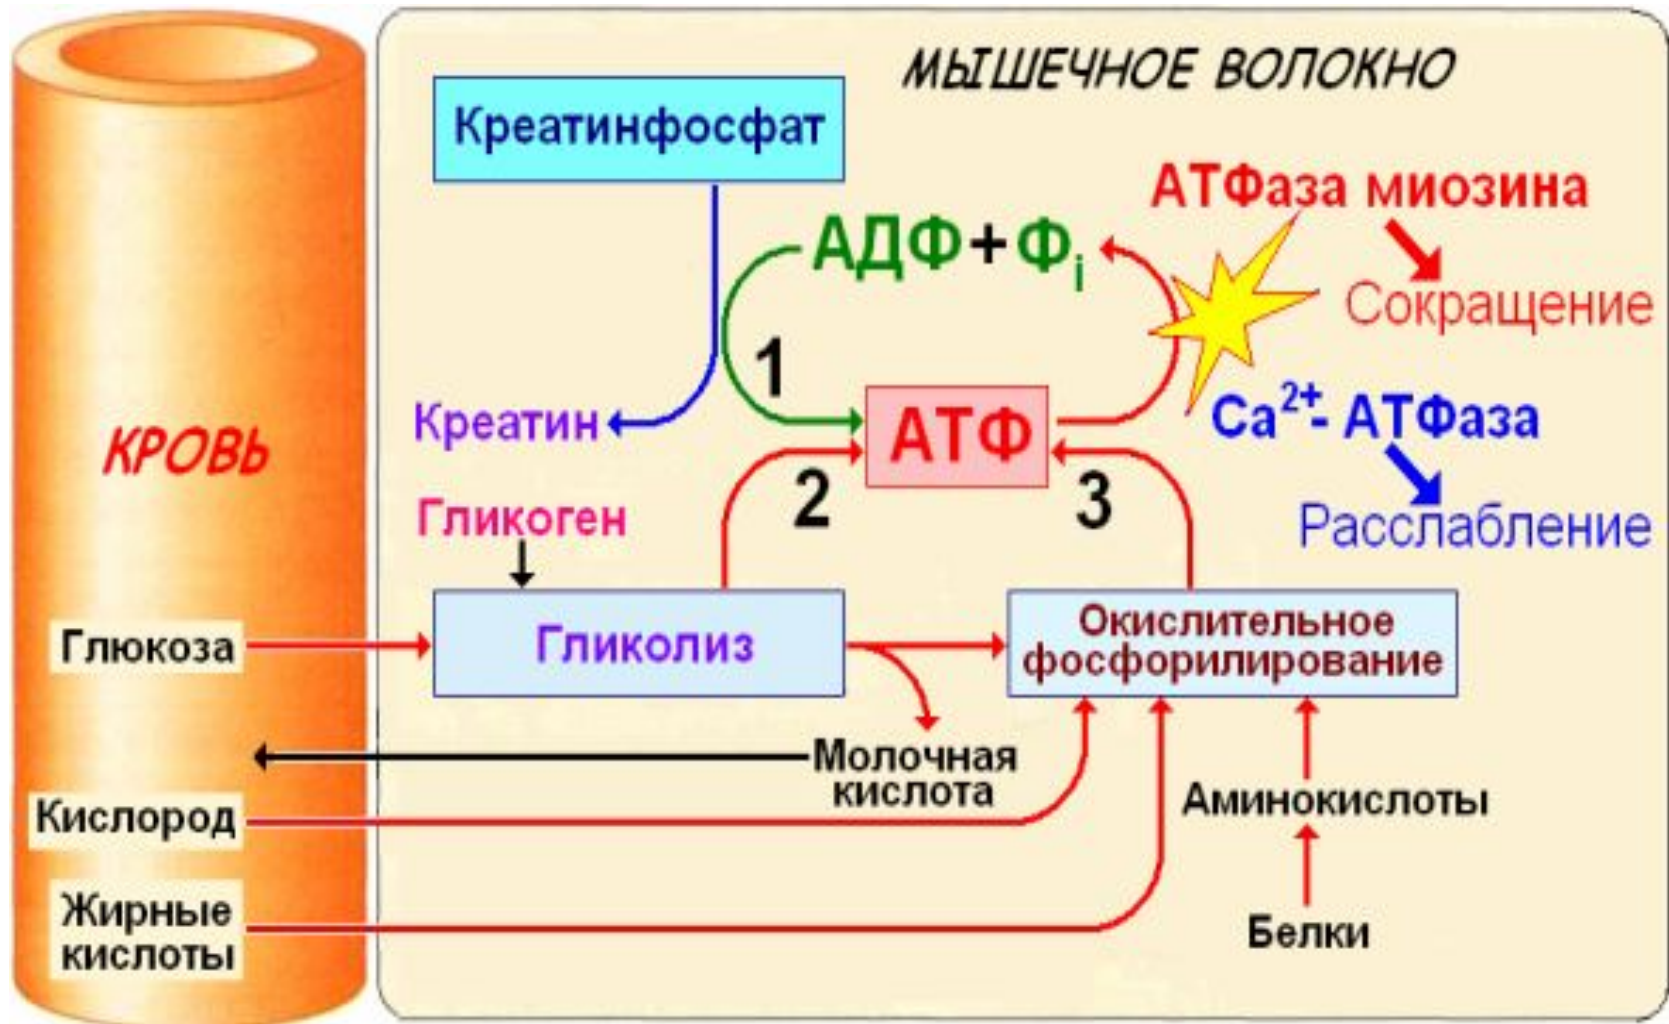 МЫШЕЧНОЕ ВОЛОКНО
Креатинфосфат
АТФаза миозина
АДФ + Фi
Сокращение
1
Креатин
АТФ
Ca2+- АТФаза
КРОВЬ
2
3
Гликоген
Расслабление
Глюкоза
Гликолиз
Окислительное
фосфорилирование
Молочная
кислота
Кислород
Аминокислоты
Жирные
кислоты
Белки